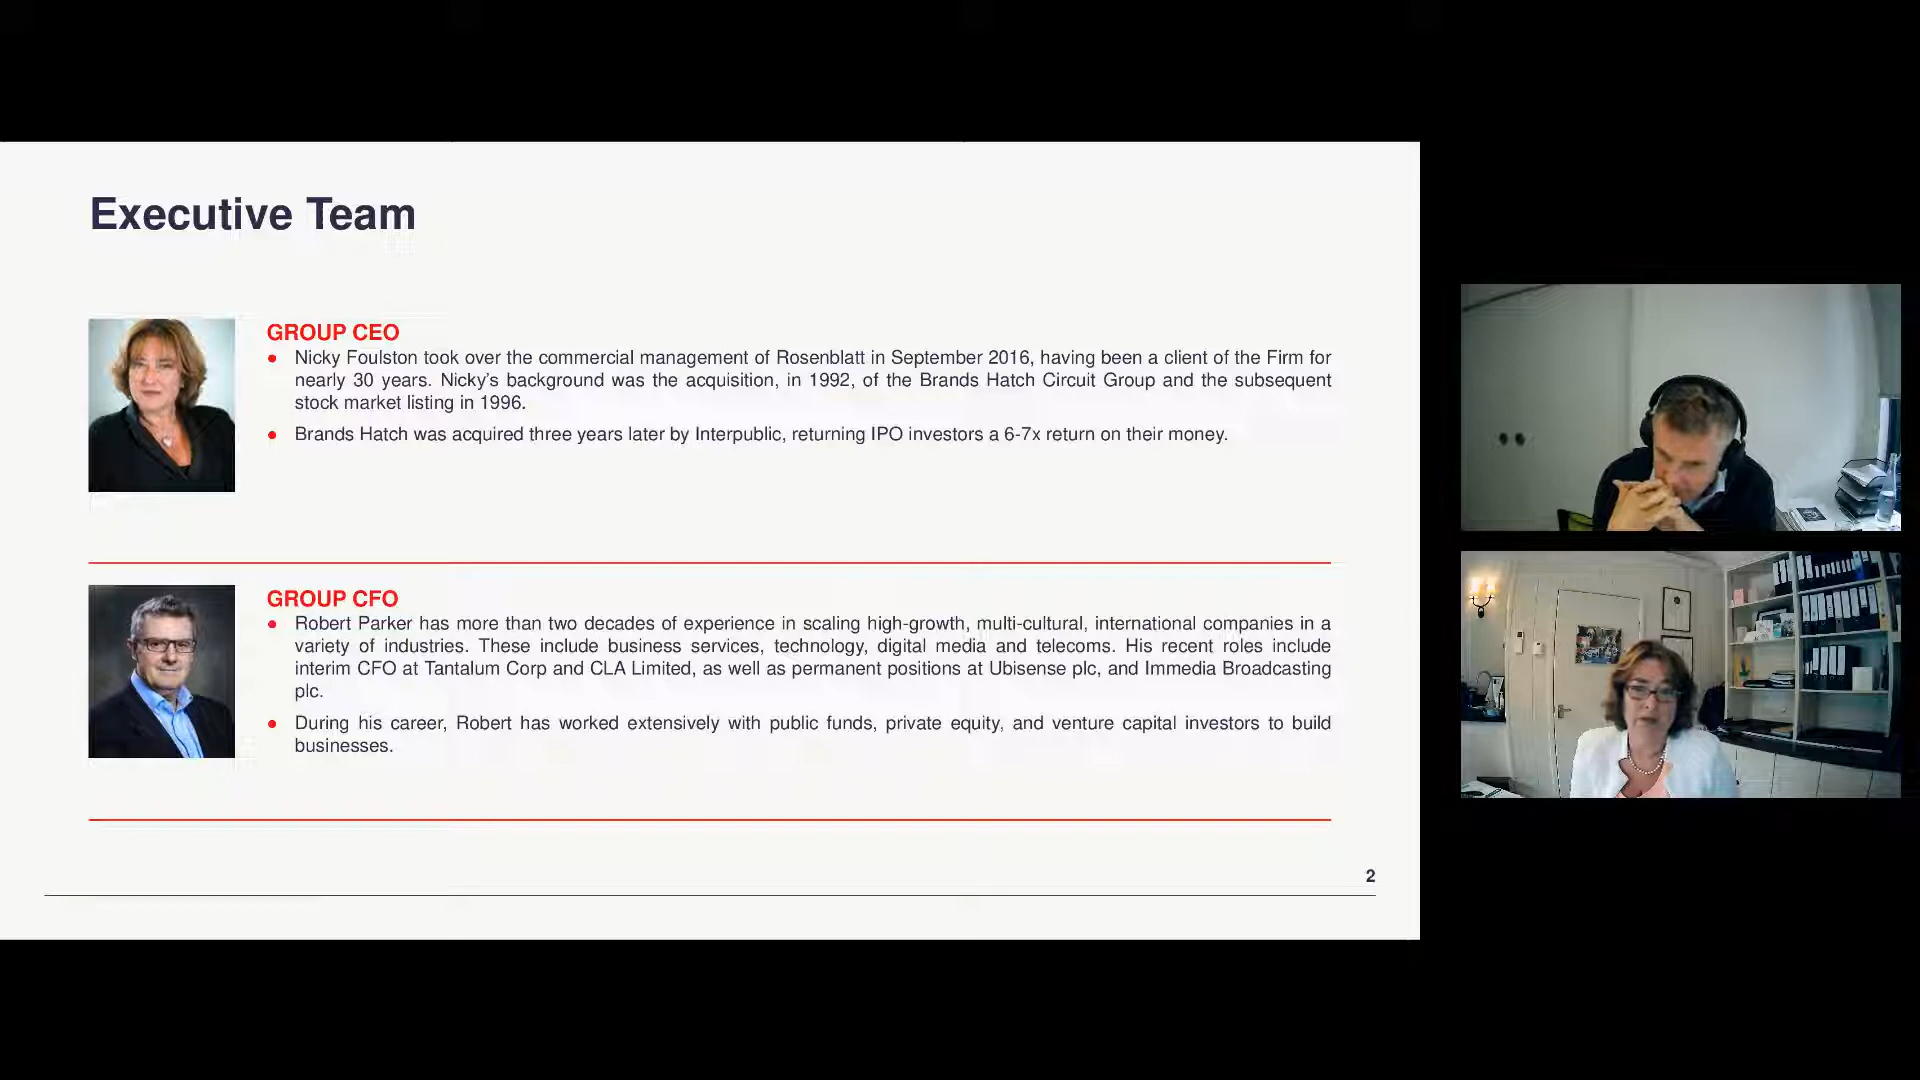 Executive Team
GROUP CEO
● Nicky Foulston took over the commercial management of Rosenblatt in September 2016, having been a client of the Firm for
nearly 30 years. Nicky’s background was the acquisition, in 1992, of the Brands Hatch Circuit Group and the subsequent
stock market listing in 1996.
● Brands Hatch was acquired three years later by Interpublic, returning IPO investors a 6-7x return on their money.
GROUP CFO
● Robert Parker has more than two decades of experience in scaling high-growth, multi-cultural, international companies in a
variety of industries. These include business services, technology, digital media and telecoms. His recent roles include
interim CFO at Tantalum Corp and CLA Limited, as well as permanent positions at Ubisense plc, and Immedia Broadcasting
plc.
● During his career, Robert has worked extensively with public funds, private equity, and venture capital investors to build
businesses.
2